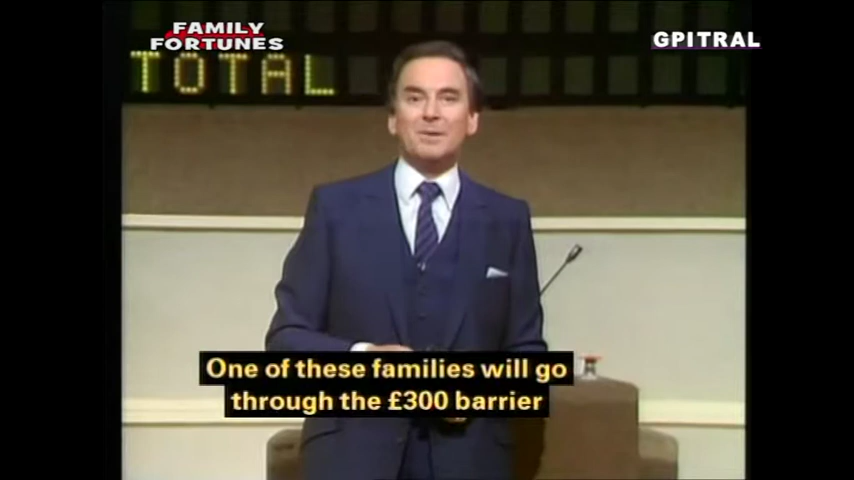 FAMILY
FORTUNES
GPITRAL
TOTAL
One of these families will go
through the £300 barrier